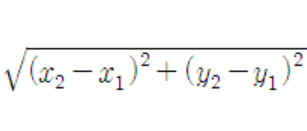 √(x₂ − x₁)² + (y₂ − y₁)²